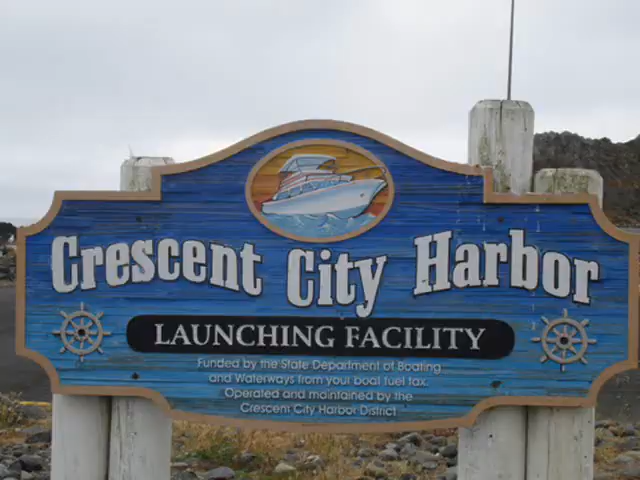 Crescent City Harbor
LAUNCHING FACILITY
Funded by the State Department of Boating
and Waterways from your boat fuel tax.
Operated and maintained by the
Crescent City Harbor District